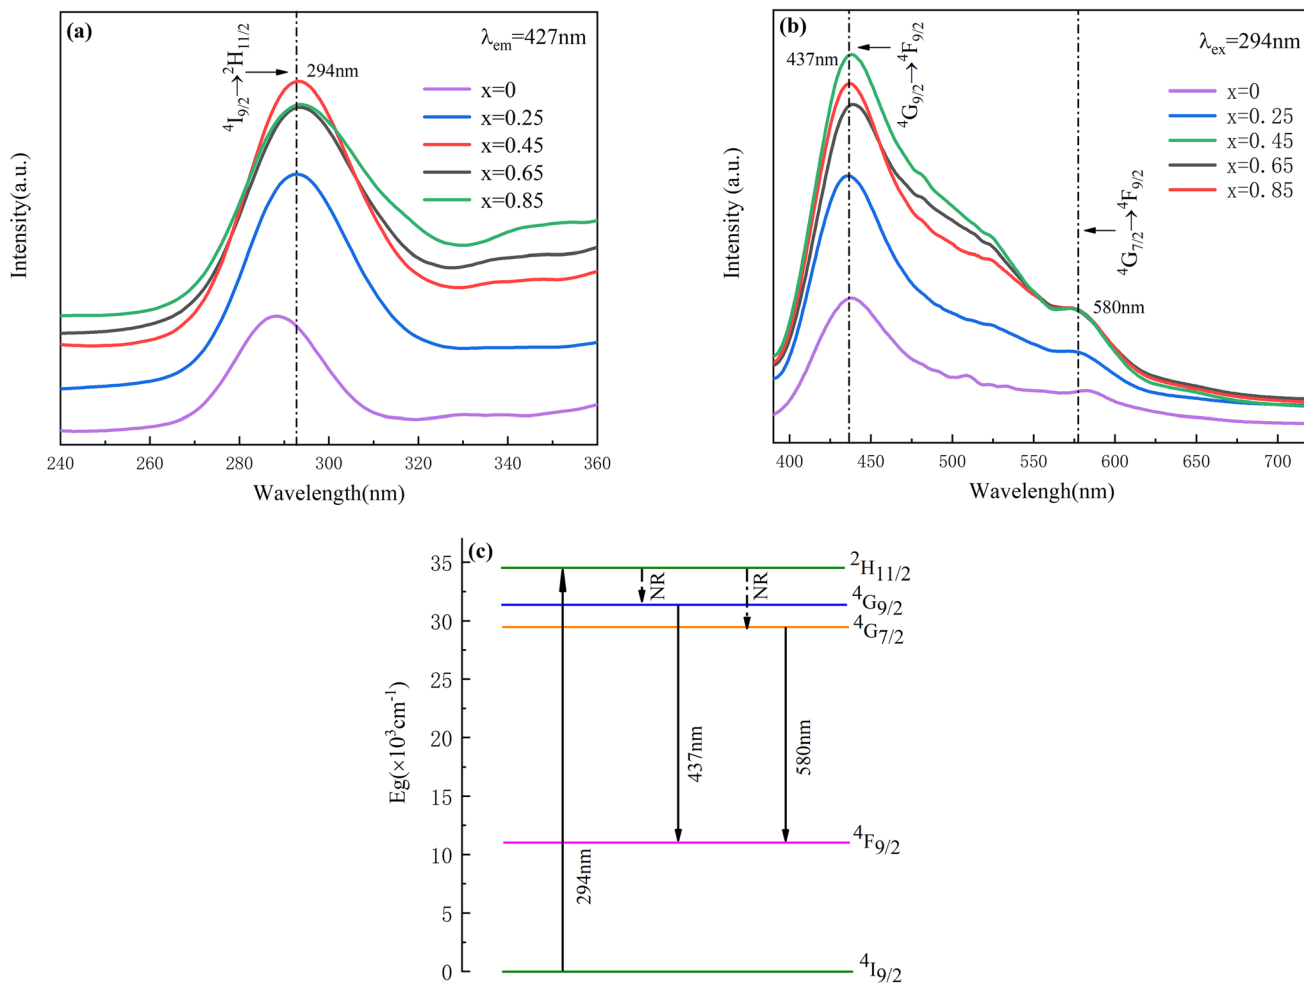 (a)
λem=427nm
⁴I9/2→²H11/2
294nm
x=0
x=0.25
x=0.45
x=0.65
x=0.85
Intensity(a.u.)
240 260 280 300 320 340 360
Wavelength(nm)
(b)
λex=294nm
437nm
⁴G9/2→⁴F9/2
x=0
x=0.25
x=0.45
x=0.65
x=0.85
⁴G7/2→⁴F9/2
580nm
Intensity (a.u.)
400 450 500 550 600 650 700
Wavelengh(nm)
(c)
35
30
25
20
15
10
5
0
Eg(×10³cm⁻¹)
²H11/2
NR
NR
⁴G9/2
⁴G7/2
437nm
580nm
⁴F9/2
294nm
⁴I9/2